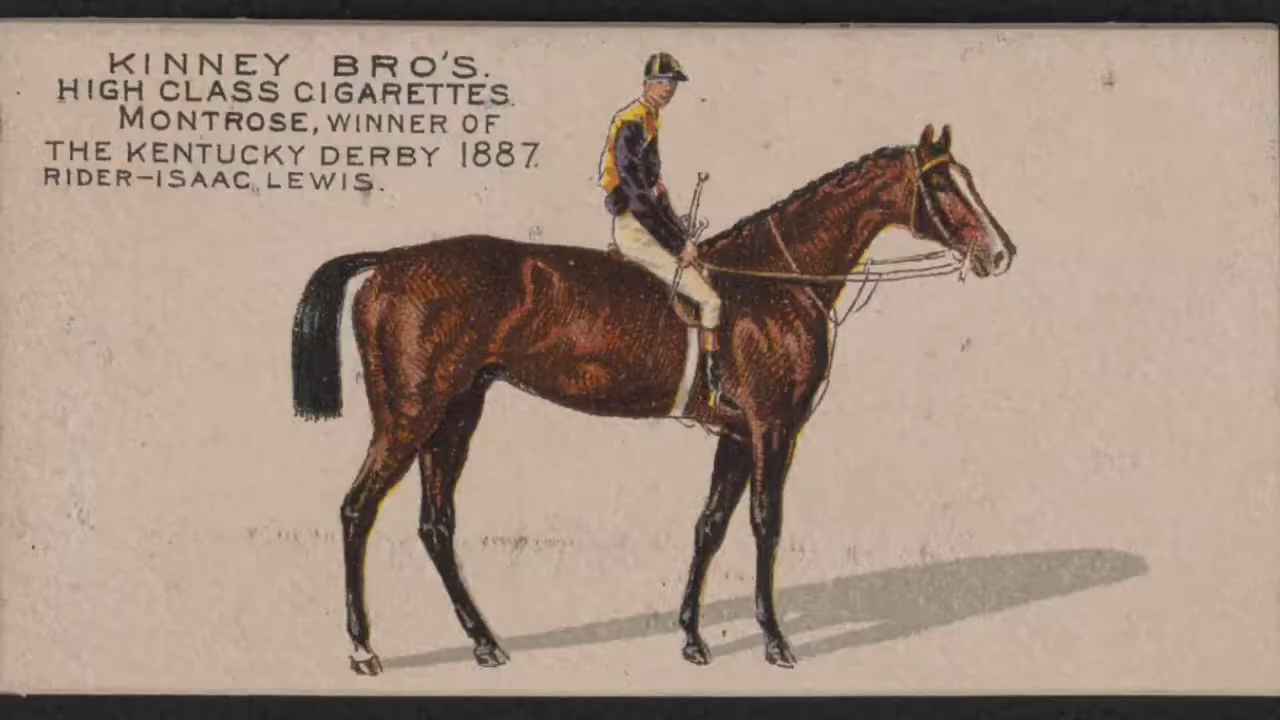 KINNEY BRO'S.
HIGH CLASS CIGARETTES.
MONTROSE, WINNER OF
THE KENTUCKY DERBY 1887.
RIDER—ISAAC LEWIS.